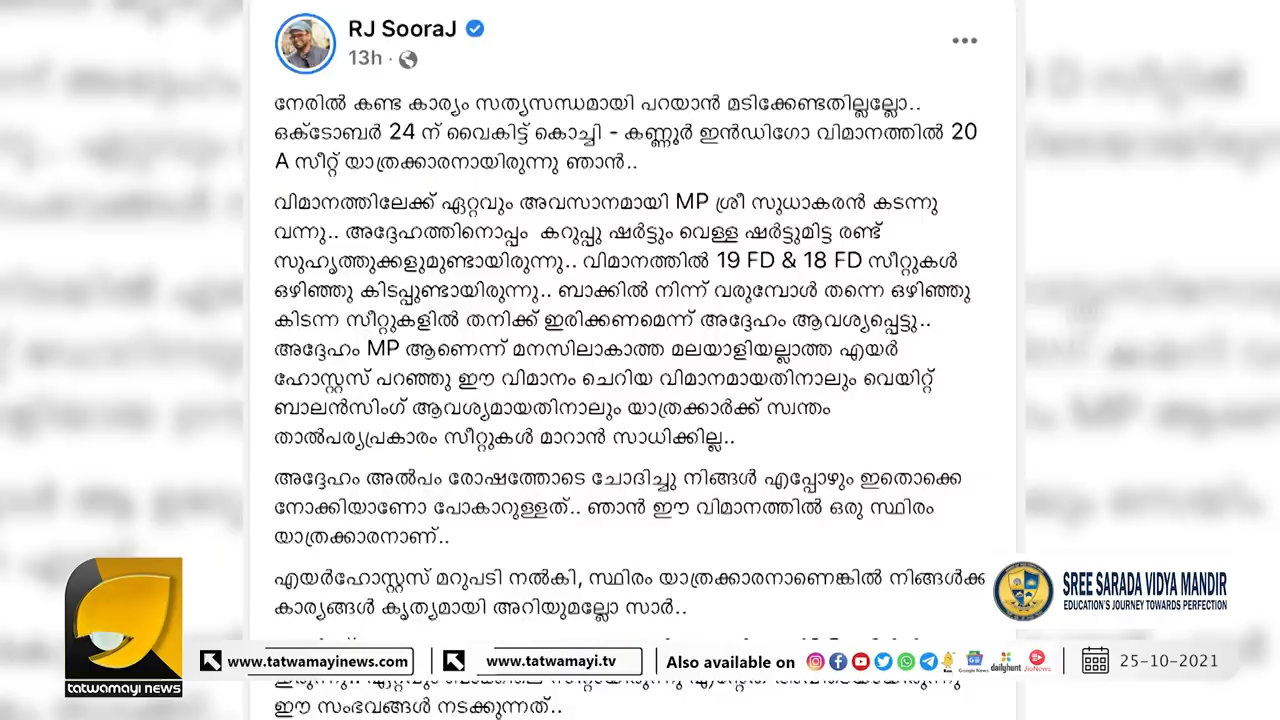 RJ SooraJ
13h
നേരിൽ കണ്ട കാര്യം സത്യസന്ധമായി പറയാൻ മടിക്കേണ്ടതില്ലല്ലോ..
ഒക്ടോബർ 24 ന് വൈകിട്ട് കൊച്ചി - കണ്ണൂർ ഇൻഡിഗോ വിമാനത്തിൽ 20
A സീറ്റ് യാത്രക്കാരനായിരുന്നു ഞാൻ..
വിമാനത്തിലേക്ക് ഏറ്റവും അവസാനമായി MP ശ്രീ സുധാകരൻ കടന്നു
വന്നു.. അദ്ദേഹത്തിനൊപ്പം കറുപ്പു ഷർട്ടും വെള്ള ഷർട്ടുമിട്ട രണ്ട്
സുഹൃത്തുക്കളുമുണ്ടായിരുന്നു.. വിമാനത്തിൽ 19 FD & 18 FD സീറ്റുകൾ
ഒഴിഞ്ഞു കിടപ്പുണ്ടായിരുന്നു.. ബാക്കിൽ നിന്ന് വരുമ്പോൾ തന്നെ ഒഴിഞ്ഞു
കിടന്ന സീറ്റുകളിൽ തനിക്ക് ഇരിക്കണമെന്ന് അദ്ദേഹം ആവശ്യപ്പെട്ടു..
അദ്ദേഹം MP ആണെന്ന് മനസിലാകാത്ത മലയാളിയല്ലാത്ത എയർ
ഹോസ്റ്റസ് പറഞ്ഞു ഈ വിമാനം ചെറിയ വിമാനമായതിനാലും വെയിറ്റ്
ബാലൻസിംഗ് ആവശ്യമായതിനാലും യാത്രക്കാർക്ക് സ്വന്തം
താൽപര്യപ്രകാരം സീറ്റുകൾ മാറാൻ സാധിക്കില്ല..
അദ്ദേഹം അൽപം രോഷത്തോടെ ചോദിച്ചു നിങ്ങൾ എപ്പോഴും ഇതൊക്കെ
നോക്കിയാണോ പോകാറുള്ളത്.. ഞാൻ ഈ വിമാനത്തിൽ ഒരു സ്ഥിരം
യാത്രക്കാരനാണ്..
എയർഹോസ്റ്റസ് മറുപടി നൽകി, സ്ഥിരം യാത്രക്കാരനാണെങ്കിൽ നിങ്ങൾക്ക
കാര്യങ്ങൾ കൃത്യമായി അറിയുമല്ലോ സാർ..
ഈ സംഭവങ്ങൾ നടക്കുന്നത്..
SREE SARADA VIDYA MANDIR
EDUCATION'S JOURNEY TOWARDS PERFECTION
tatwamayi news
www.tatwamayinews.com
www.tatwamayi.tv
Also available on
Google News
dailyhunt
JioNews
25-10-2021